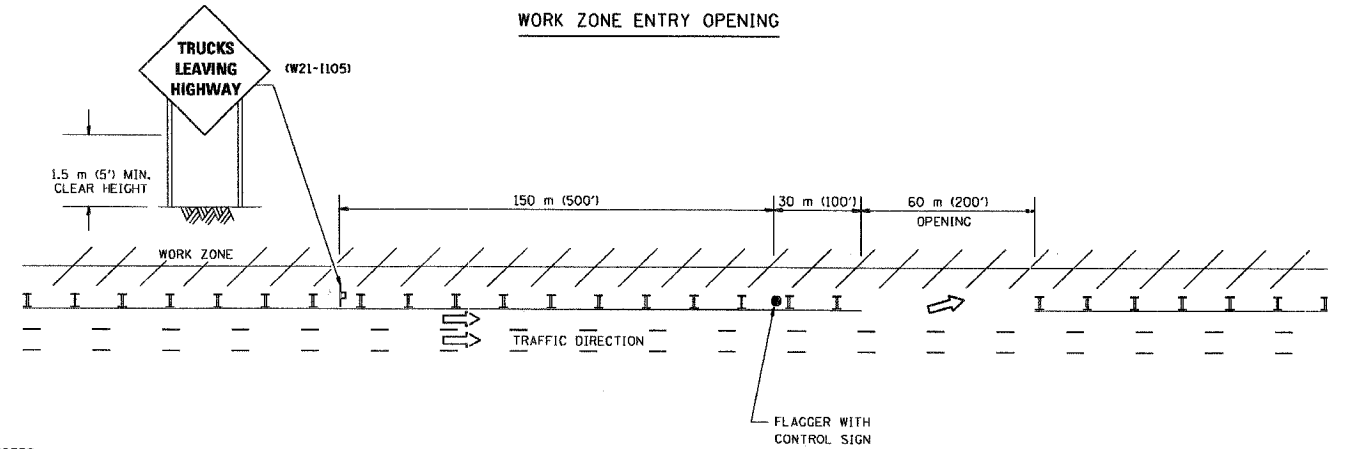 WORK ZONE ENTRY OPENING
TRUCKS
LEAVING
HIGHWAY
(W21-I105)
1.5 m (5') MIN.
CLEAR HEIGHT
150 m (500')
30 m (100')
60 m (200')
OPENING
WORK ZONE
TRAFFIC DIRECTION
FLAGGER WITH
CONTROL SIGN